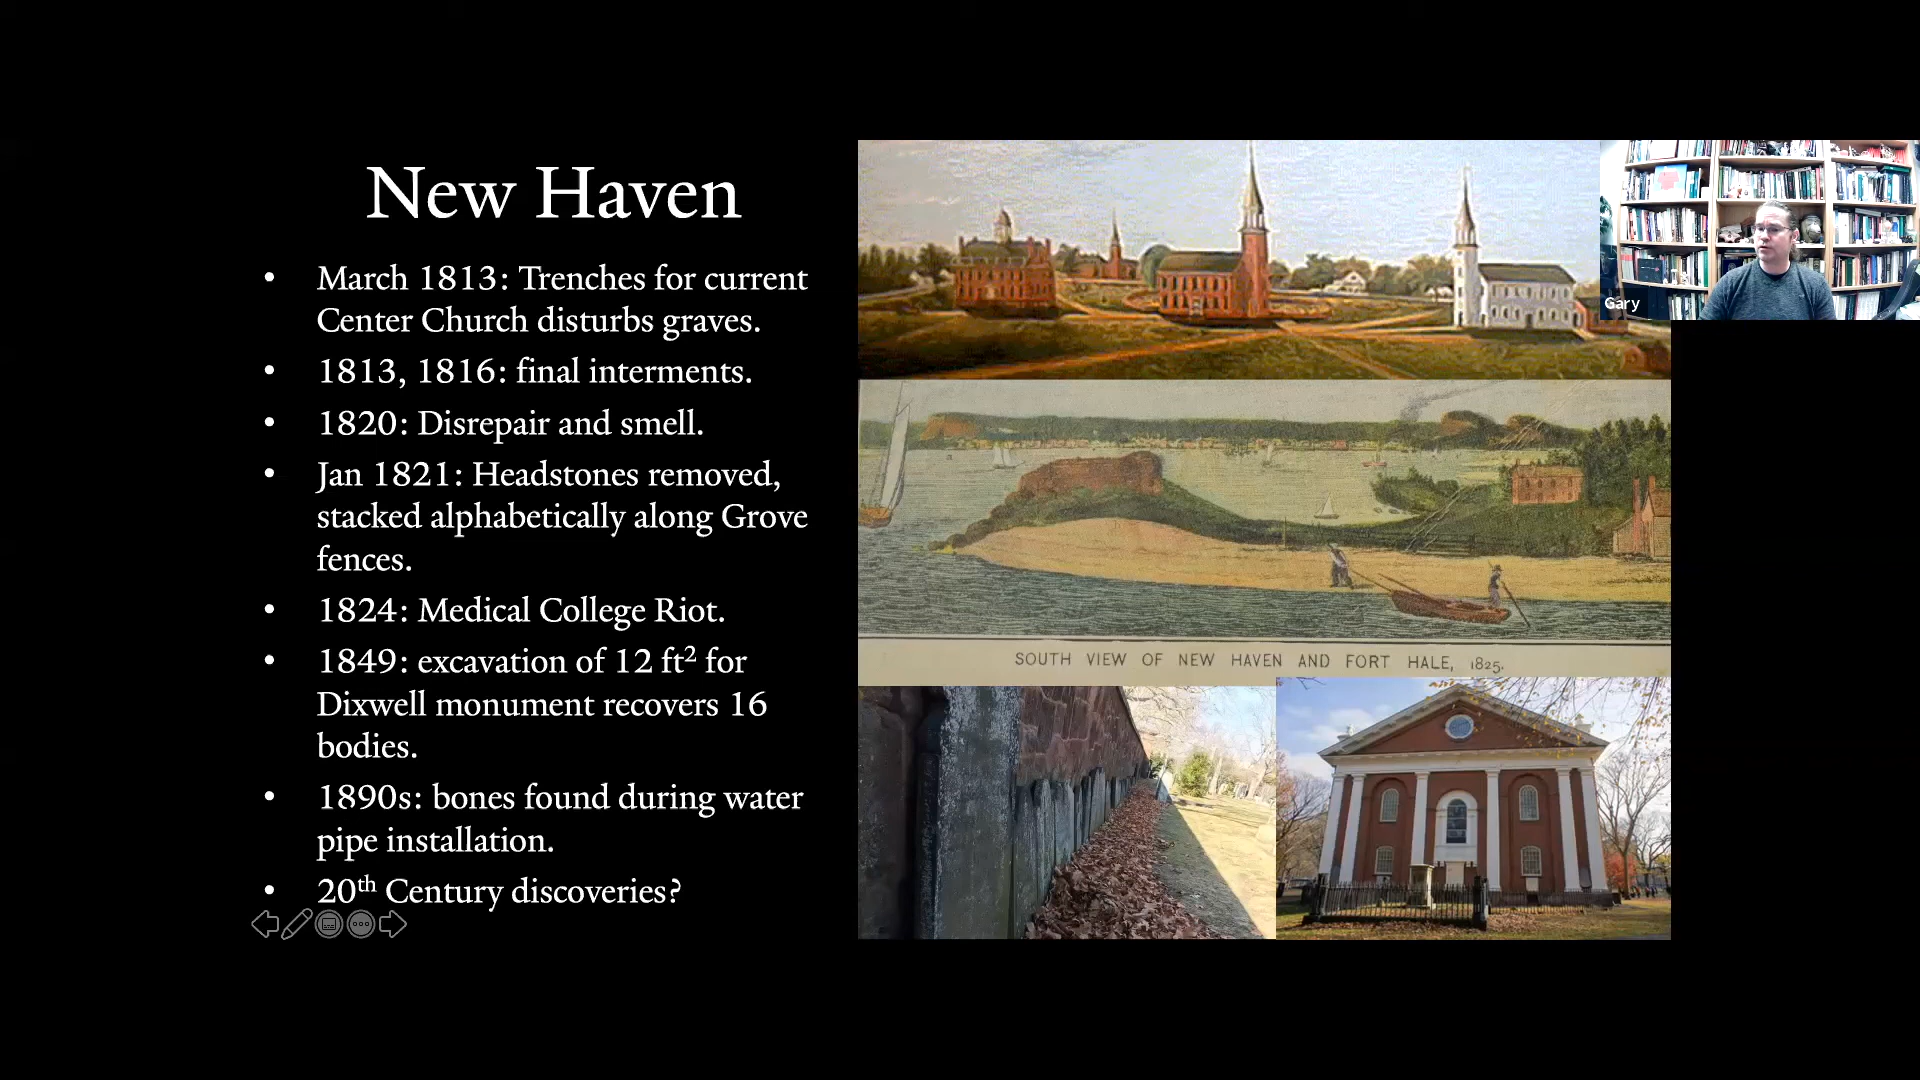 New Haven
• March 1813: Trenches for current
Center Church disturbs graves.
• 1813, 1816: final interments.
• 1820: Disrepair and smell.
• Jan 1821: Headstones removed,
stacked alphabetically along Grove
fences.
• 1824: Medical College Riot.
• 1849: excavation of 12 ft² for
Dixwell monument recovers 16
bodies.
• 1890s: bones found during water
pipe installation.
• 20th Century discoveries?
SOUTH VIEW OF NEW HAVEN AND FORT HALE, 1825.
Gary